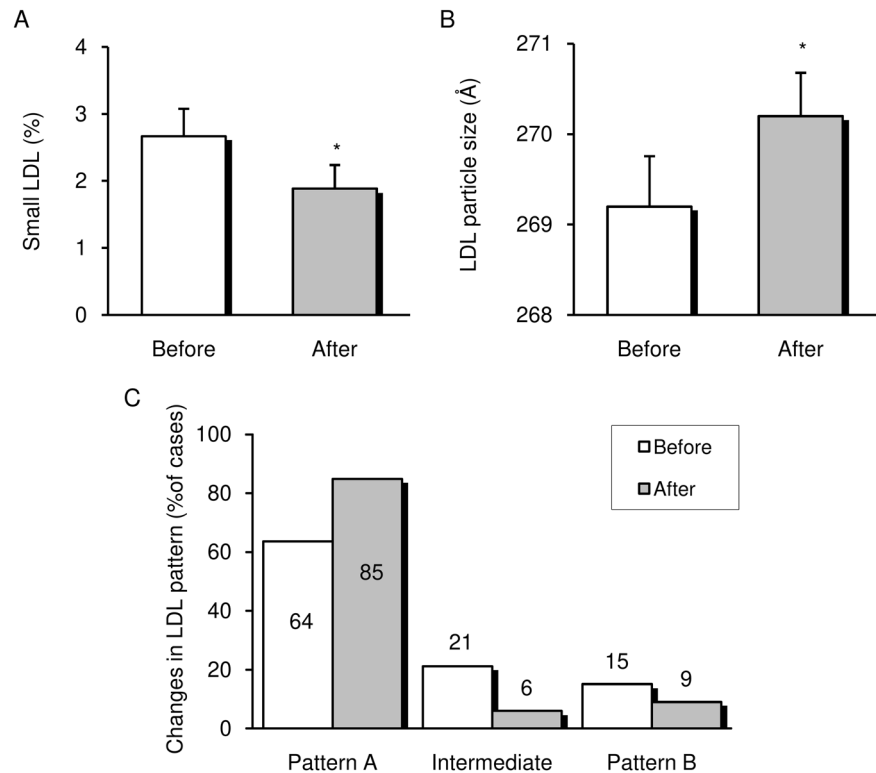 A
Small LDL (%)
4
3
2
1
0
*
Before After
B
LDL particle size (Å)
271
270
269
268
*
Before After
C
Changes in LDL pattern (%of cases)
100
80
60
40
20
0
64
85
21
6
15
9
Pattern A Intermediate Pattern B
Before
After